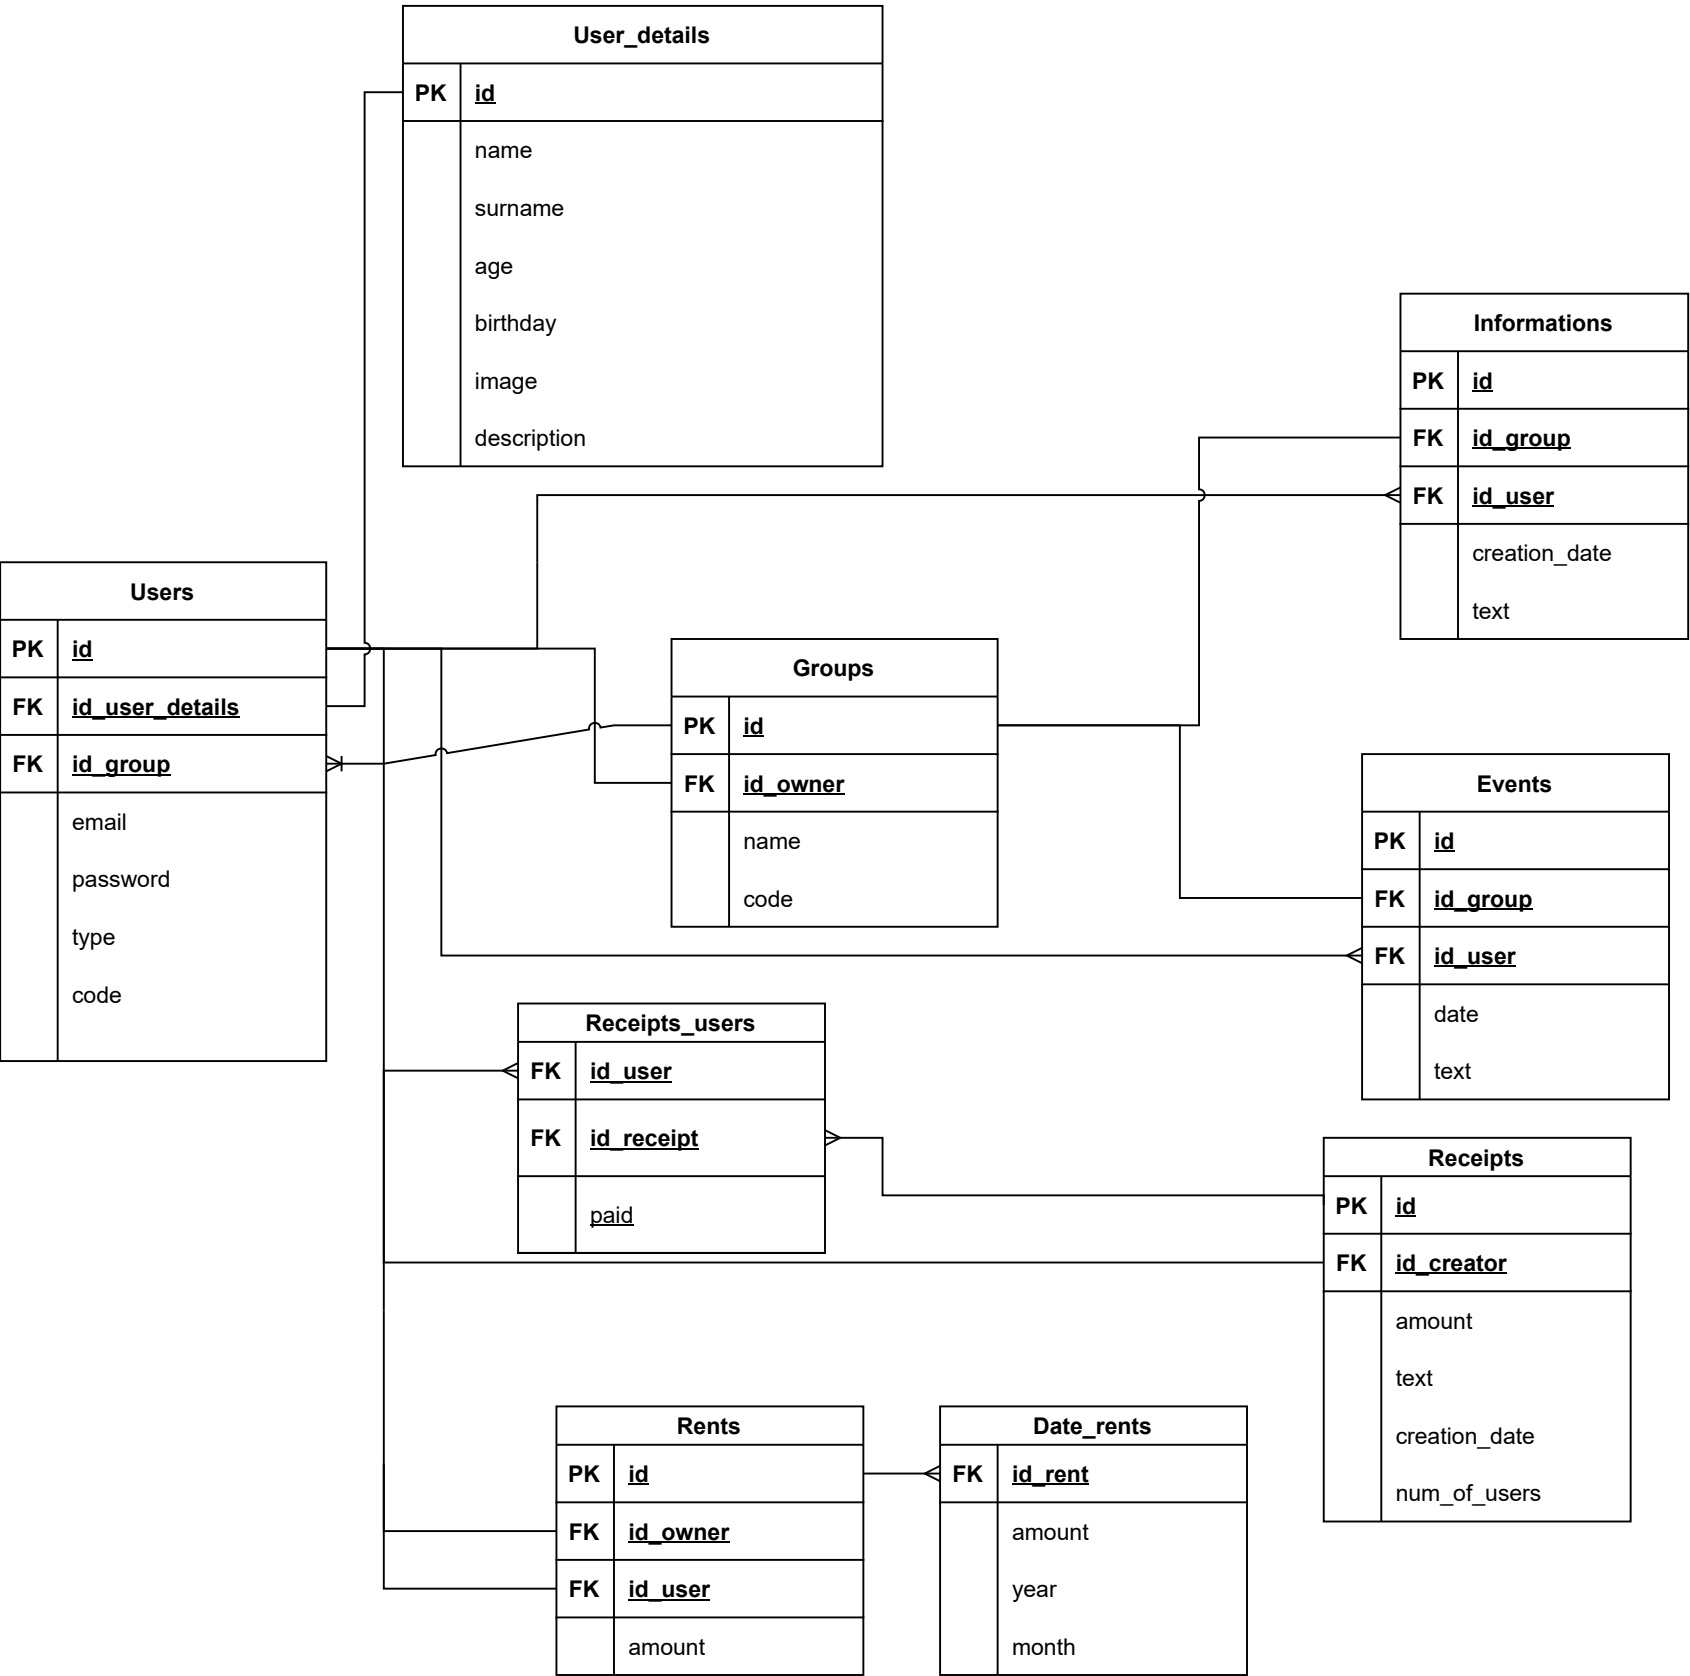 User_details
PK id
name
surname
age
birthday
image
description
Informations
PK id
FK id_group
FK id_user
creation_date
text
Users
PK id
FK id_user_details
FK id_group
email
password
type
code
Groups
PK id
FK id_owner
name
code
Events
PK id
FK id_group
FK id_user
date
text
Receipts_users
FK id_user
FK id_receipt
paid
Receipts
PK id
FK id_creator
amount
text
creation_date
num_of_users
Rents
PK id
FK id_owner
FK id_user
amount
Date_rents
FK id_rent
amount
year
month